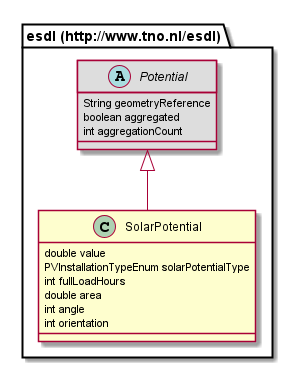 esdl (http://www.tno.nl/esdl)
A Potential
String geometryReference
boolean aggregated
int aggregationCount
C SolarPotential
double value
PVInstallationTypeEnum solarPotentialType
int fullLoadHours
double area
int angle
int orientation